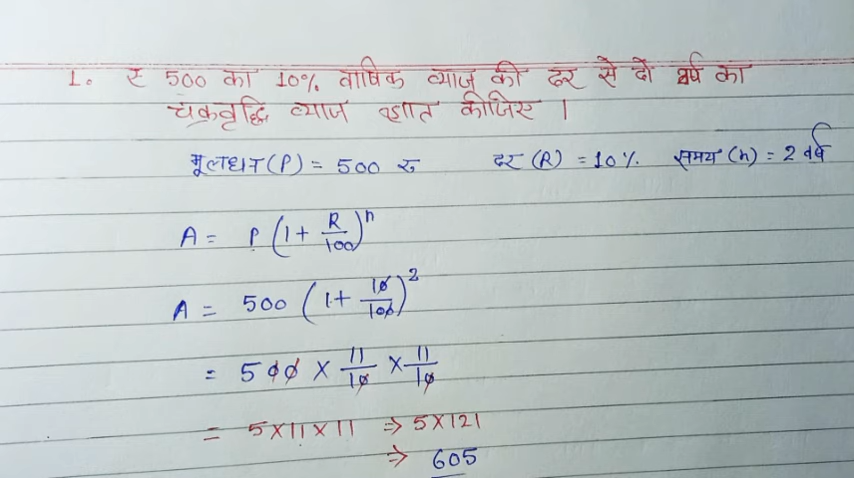 1. ₹ 500 का 10% वार्षिक ब्याज की दर से दो वर्ष का
चक्रवृद्धि ब्याज ज्ञात कीजिए ।
मूलधन (P) = 500 रु दर (R) = 10% समय (n) = 2 वर्ष
A = P (1 + R/100)^n
A = 500 (1 + 10/100)^2
= 500 × 11/10 × 11/10
= 5×11×11 ⇒ 5×121
⇒ 605